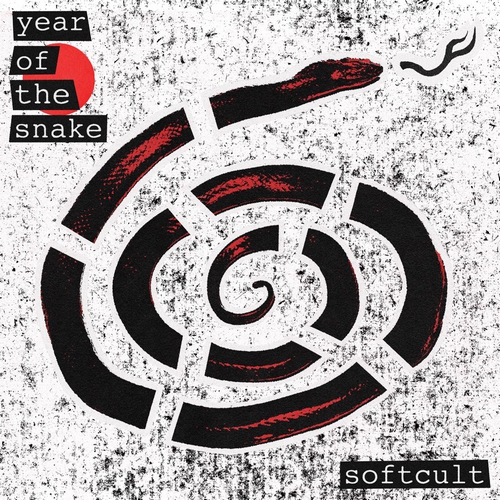 year
of
the
snake
softcult